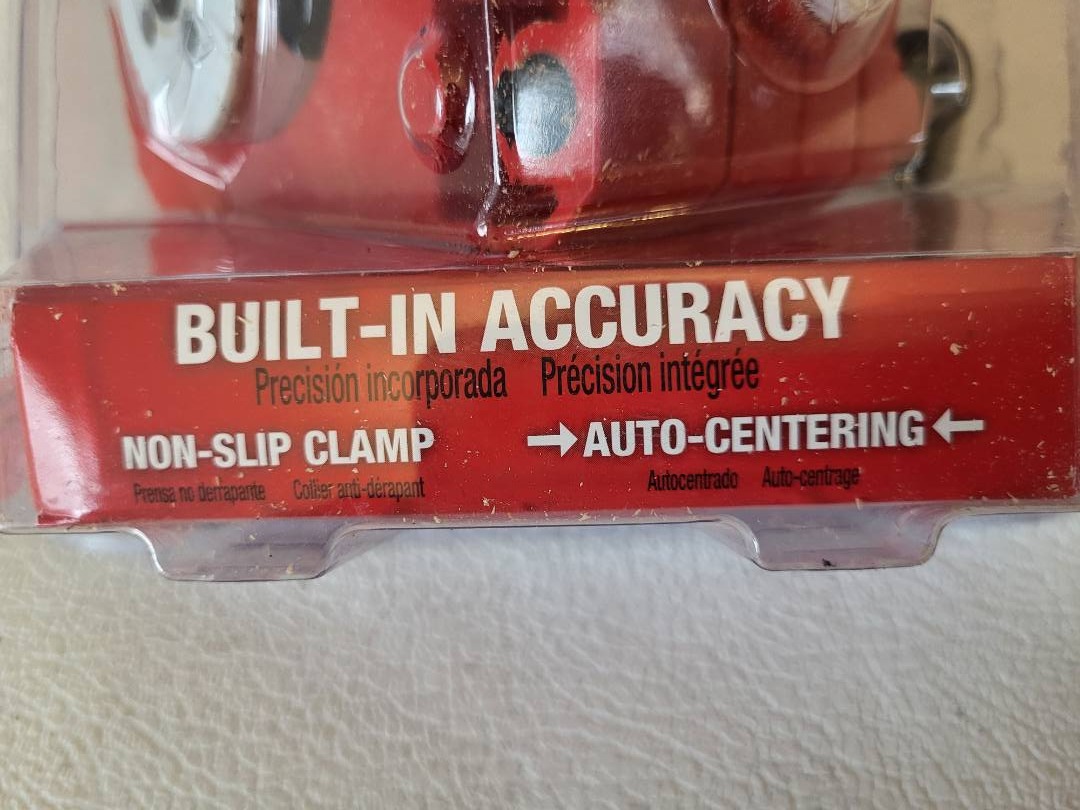 BUILT-IN ACCURACY
Precisión incorporada Précision intégrée
NON-SLIP CLAMP →AUTO-CENTERING←
Prensa no derrapante Collier anti-dérapant Autocentrado Auto-centrage